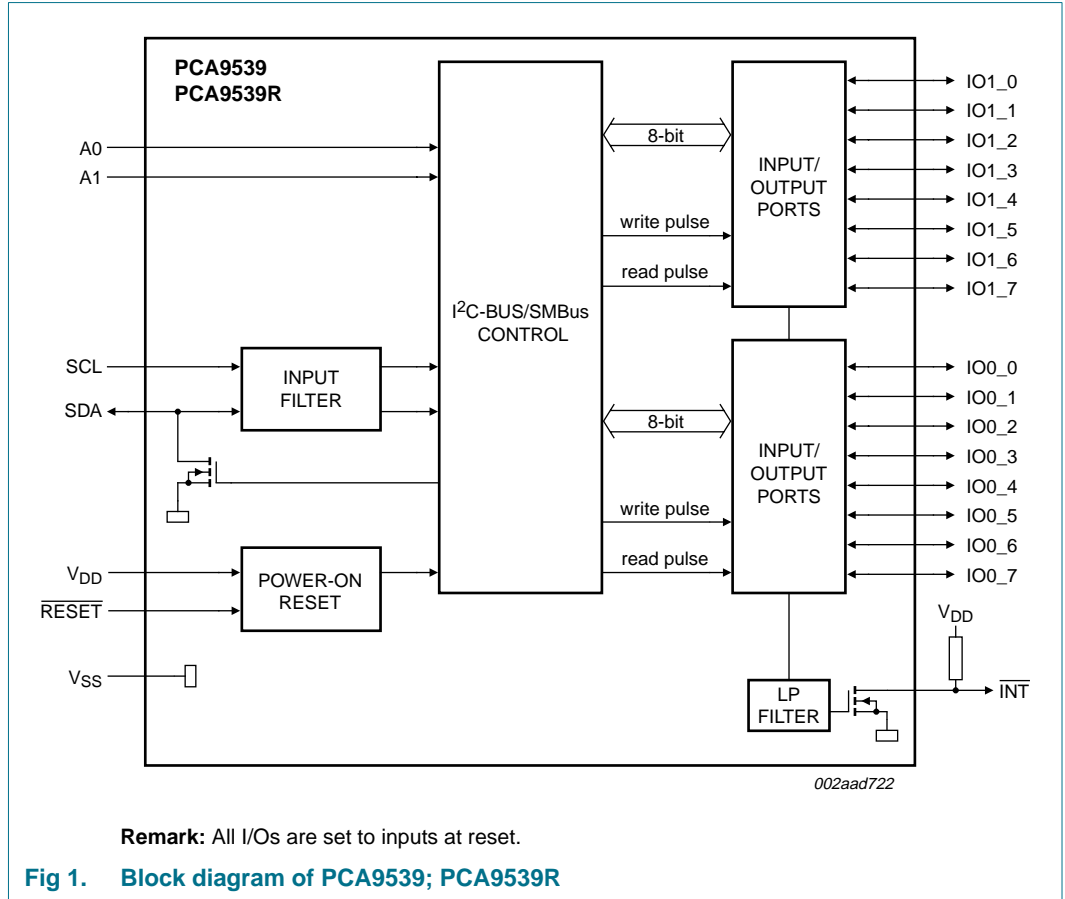 PCA9539
PCA9539R
A0
A1
SCL
SDA
VDD
RESET
VSS
INPUT
FILTER
POWER-ON
RESET
I2C-BUS/SMBus
CONTROL
8-bit
write pulse
read pulse
INPUT/
OUTPUT
PORTS
IO1_0
IO1_1
IO1_2
IO1_3
IO1_4
IO1_5
IO1_6
IO1_7
8-bit
write pulse
read pulse
INPUT/
OUTPUT
PORTS
IO0_0
IO0_1
IO0_2
IO0_3
IO0_4
IO0_5
IO0_6
IO0_7
VDD
INT
LP
FILTER
002aad722
Remark: All I/Os are set to inputs at reset.
Fig 1. Block diagram of PCA9539; PCA9539R